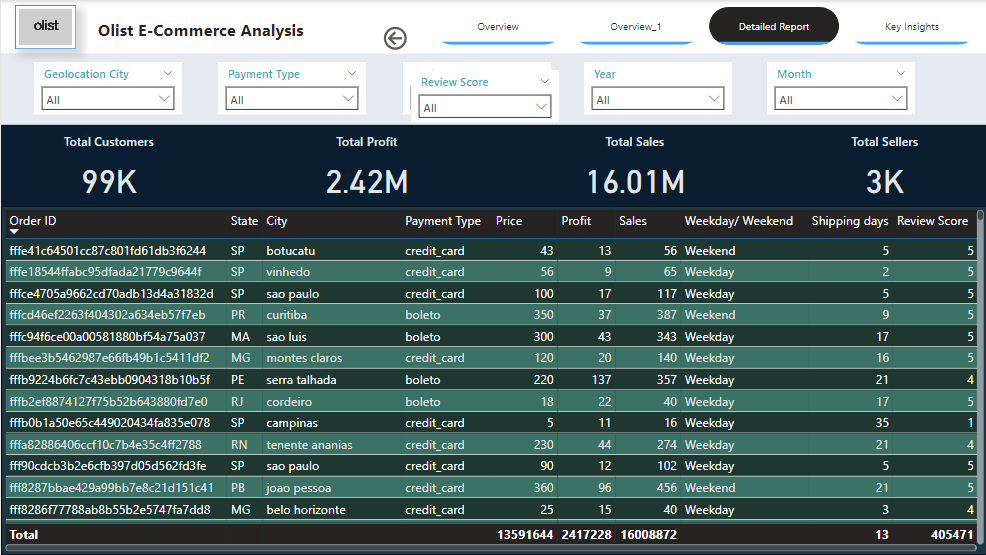 olist
Olist E-Commerce Analysis
Overview
Overview_1
Detailed Report
Key Insights
Geolocation City
All
Payment Type
All
Review Score
All
Year
All
Month
All
Total Customers
99K
Total Profit
2.42M
Total Sales
16.01M
Total Sellers
3K
Order ID State City Payment Type Price Profit Sales Weekday/ Weekend Shipping days Review Score
fffe41c64501cc87c801fd61db3f6244 SP botucatu credit_card 43 13 56 Weekend 5 5
fffe18544ffabc95dfada21779c9644f SP vinhedo credit_card 56 9 65 Weekday 2 5
fffce4705a9662cd70adb13d4a31832d SP sao paulo credit_card 100 17 117 Weekday 5 5
fffcd46ef2263f404302a634eb57f7eb PR curitiba boleto 350 37 387 Weekend 9 5
fffc94f6ce00a00581880bf54a75a037 MA sao luis boleto 300 43 343 Weekday 17 5
fffbee3b5462987e66fb49b1c5411df2 MG montes claros credit_card 120 20 140 Weekday 16 5
fffb9224b6fc7c43ebb0904318b10b5f PE serra talhada boleto 220 137 357 Weekday 21 4
fffb2ef8874127f75b52b643880fd7e0 RJ cordeiro boleto 18 22 40 Weekday 17 5
fffb0b1a50e65c449020434fa835e078 SP campinas credit_card 5 11 16 Weekday 35 1
fffa82886406ccf10c7b4e35c4ff2788 RN tenente ananias credit_card 230 44 274 Weekday 21 4
fff90cdcb3b2e6cfb397d05d562fd3fe SP sao paulo credit_card 90 12 102 Weekday 5 5
fff8287bbae429a99bb7e8c21d151c41 PB joao pessoa credit_card 360 96 456 Weekend 21 5
fff8286f77788ab8b55b2e5747fa7dd8 MG belo horizonte credit_card 25 15 40 Weekday 3 4
Total 13591644 2417228 16008872 13 405471